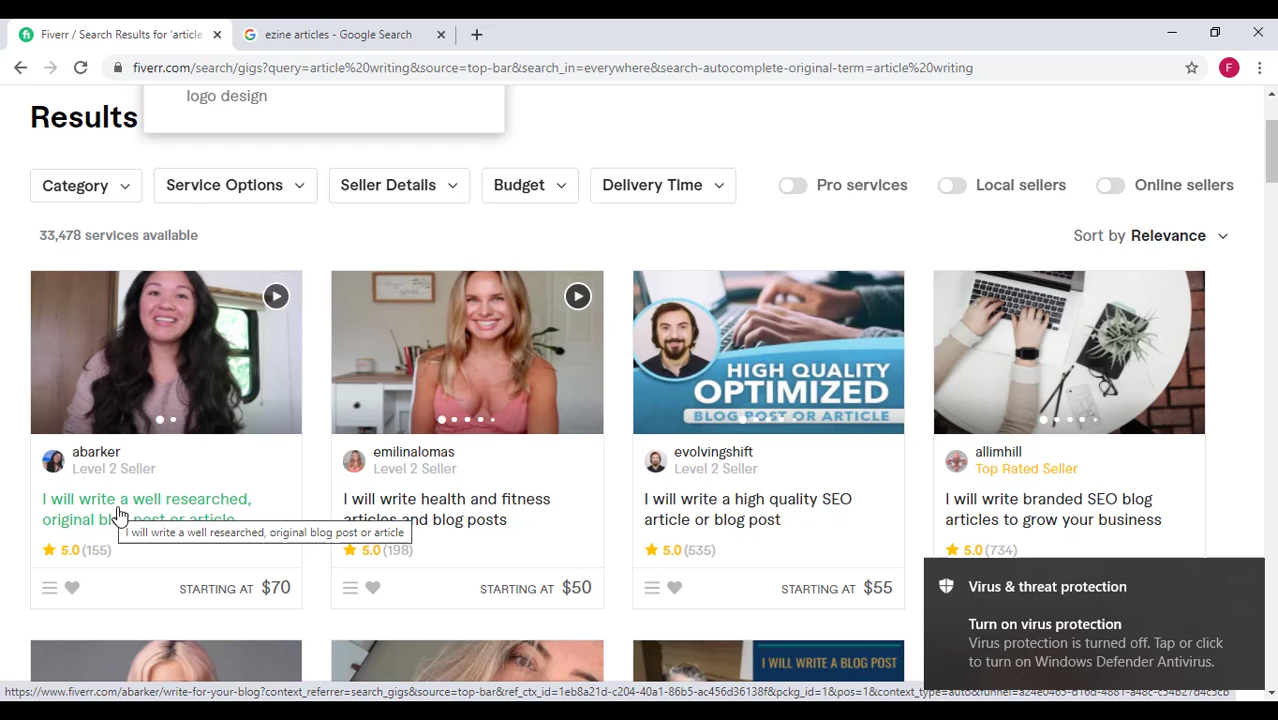 Fiverr / Search Results for 'article
ezine articles - Google Search
fiverr.com/search/gigs?query=article%20writing&source=top-bar&search_in=everywhere&search-autocomplete-original-term=article%20writing
F
logo design
Results
Category
Service Options
Seller Details
Budget
Delivery Time
Pro services
Local sellers
Online sellers
33,478 services available
Sort by Relevance
HIGH QUALITY
OPTIMIZED
BLOG POST OR ARTICLE
abarker
Level 2 Seller
I will write a well researched,
original blog post or article
I will write a well researched, original blog post or article
5.0 (155)
STARTING AT $70
emilinalomas
Level 2 Seller
I will write health and fitness
articles and blog posts
5.0 (198)
STARTING AT $50
evolvingshift
Level 2 Seller
I will write a high quality SEO
article or blog post
5.0 (535)
STARTING AT $55
allimhill
Top Rated Seller
I will write branded SEO blog
articles to grow your business
5.0 (734)
I WILL WRITE A BLOG POST
Virus & threat protection
Turn on virus protection
Virus protection is turned off. Tap or click
to turn on Windows Defender Antivirus.